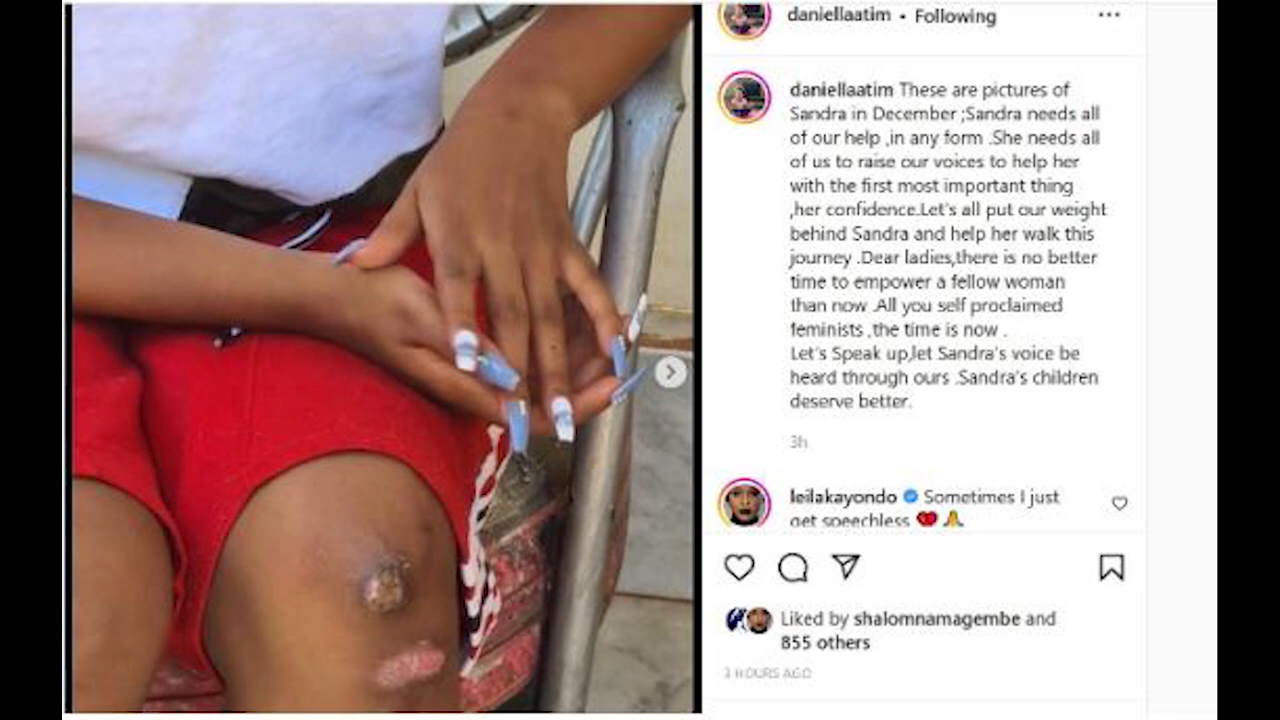 daniellaatim • Following
daniellaatim These are pictures of
Sandra in December ;Sandra needs all
of our help ,in any form .She needs all
of us to raise our voices to help her
with the first most important thing
,her confidence.Let's all put our weight
behind Sandra and help her walk this
journey .Dear ladies,there is no better
time to empower a fellow woman
than now .All you self proclaimed
feminists ,the time is now .
Let's Speak up,let Sandra's voice be
heard through ours .Sandra's children
deserve better.
3h
leilakayondo Sometimes I just
get speechless
Liked by shalomnamagembe and
855 others
3 HOURS AGO